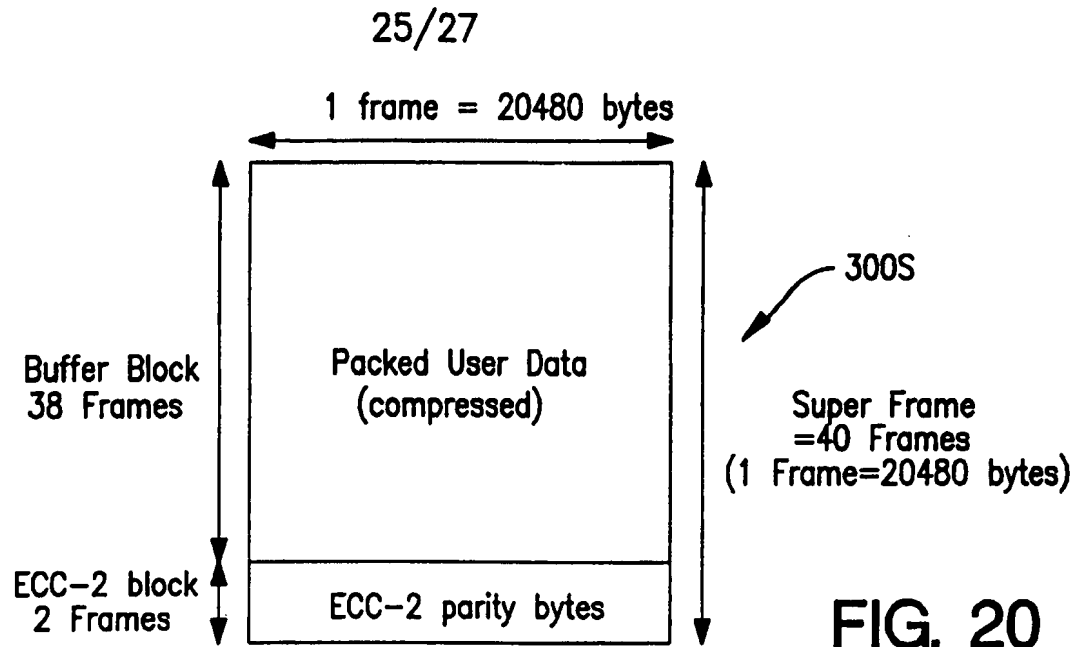 25/27
1 frame = 20480 bytes
300S
Buffer Block
38 Frames
Packed User Data
(compressed)
Super Frame
=40 Frames
(1 Frame=20480 bytes)
ECC-2 block
2 Frames
ECC-2 parity bytes
FIG. 20